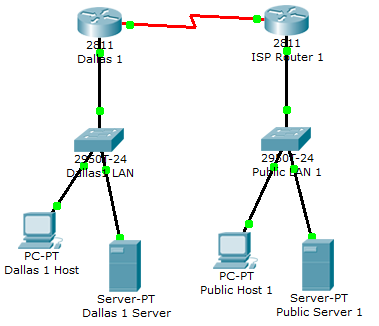 2811
Dallas 1
2811
ISP Router 1
2950T-24
Dallas1 LAN
2950T-24
Public LAN 1
PC-PT
Dallas 1 Host
Server-PT
Dallas 1 Server
PC-PT
Public Host 1
Server-PT
Public Server 1